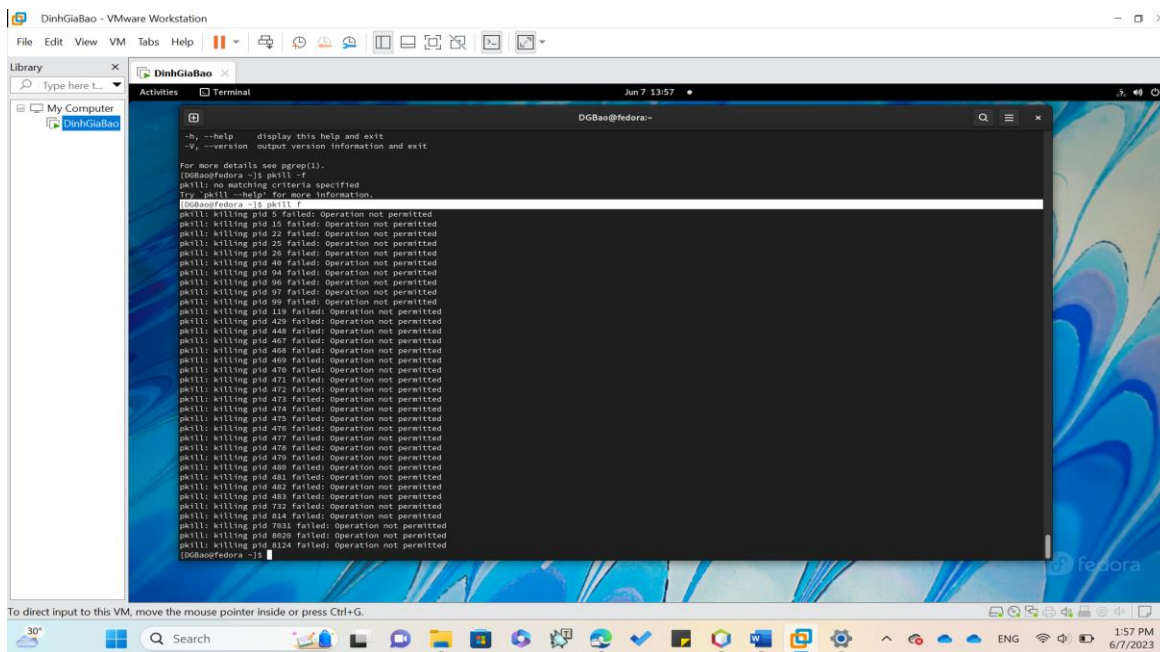 DinhGiaBao - VMware Workstation
File Edit View VM Tabs Help
Library
Type here t...
My Computer
DinhGiaBao
DinhGiaBao
Activities
Terminal
Jun 7 13:57
DGBao@fedora:~
-h, --help display this help and exit
-V, --version output version information and exit
For more details see pgrep(1).
[DGBao@fedora ~]$ pkill -f
pkill: no matching criteria specified
Try `pkill --help' for more information.
[DGBao@fedora ~]$ pkill f
pkill: killing pid 5 failed: Operation not permitted
pkill: killing pid 15 failed: Operation not permitted
pkill: killing pid 22 failed: Operation not permitted
pkill: killing pid 25 failed: Operation not permitted
pkill: killing pid 26 failed: Operation not permitted
pkill: killing pid 40 failed: Operation not permitted
pkill: killing pid 94 failed: Operation not permitted
pkill: killing pid 96 failed: Operation not permitted
pkill: killing pid 97 failed: Operation not permitted
pkill: killing pid 99 failed: Operation not permitted
pkill: killing pid 119 failed: Operation not permitted
pkill: killing pid 429 failed: Operation not permitted
pkill: killing pid 448 failed: Operation not permitted
pkill: killing pid 467 failed: Operation not permitted
pkill: killing pid 468 failed: Operation not permitted
pkill: killing pid 469 failed: Operation not permitted
pkill: killing pid 470 failed: Operation not permitted
pkill: killing pid 471 failed: Operation not permitted
pkill: killing pid 472 failed: Operation not permitted
pkill: killing pid 473 failed: Operation not permitted
pkill: killing pid 474 failed: Operation not permitted
pkill: killing pid 475 failed: Operation not permitted
pkill: killing pid 476 failed: Operation not permitted
pkill: killing pid 477 failed: Operation not permitted
pkill: killing pid 478 failed: Operation not permitted
pkill: killing pid 479 failed: Operation not permitted
pkill: killing pid 480 failed: Operation not permitted
pkill: killing pid 481 failed: Operation not permitted
pkill: killing pid 482 failed: Operation not permitted
pkill: killing pid 483 failed: Operation not permitted
pkill: killing pid 732 failed: Operation not permitted
pkill: killing pid 814 failed: Operation not permitted
pkill: killing pid 7031 failed: Operation not permitted
pkill: killing pid 8020 failed: Operation not permitted
pkill: killing pid 8124 failed: Operation not permitted
[DGBao@fedora ~]$
fedora
To direct input to this VM, move the mouse pointer inside or press Ctrl+G.
30°
Search
ENG
1:57 PM
6/7/2023